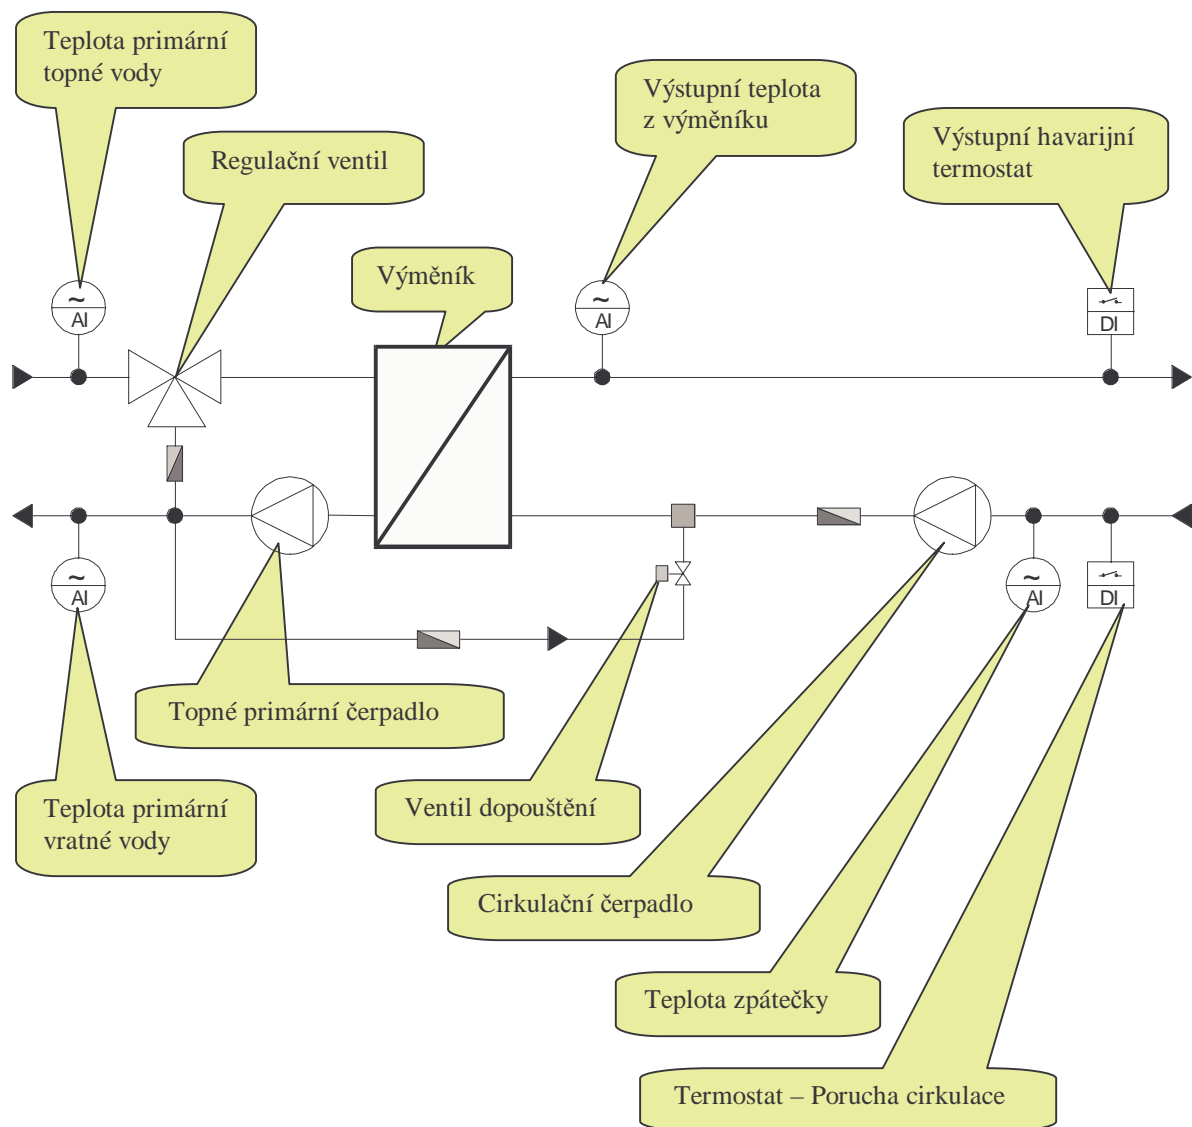 Teplota primární
topné vody
Výstupní teplota
z výměníku
Výstupní havarijní
termostat
Regulační ventil
Výměník
~
AI
~
AI
DI
~
AI
~
AI
DI
Topné primární čerpadlo
Teplota primární
vratné vody
Ventil dopouštění
Cirkulační čerpadlo
Teplota zpátečky
Termostat – Porucha cirkulace